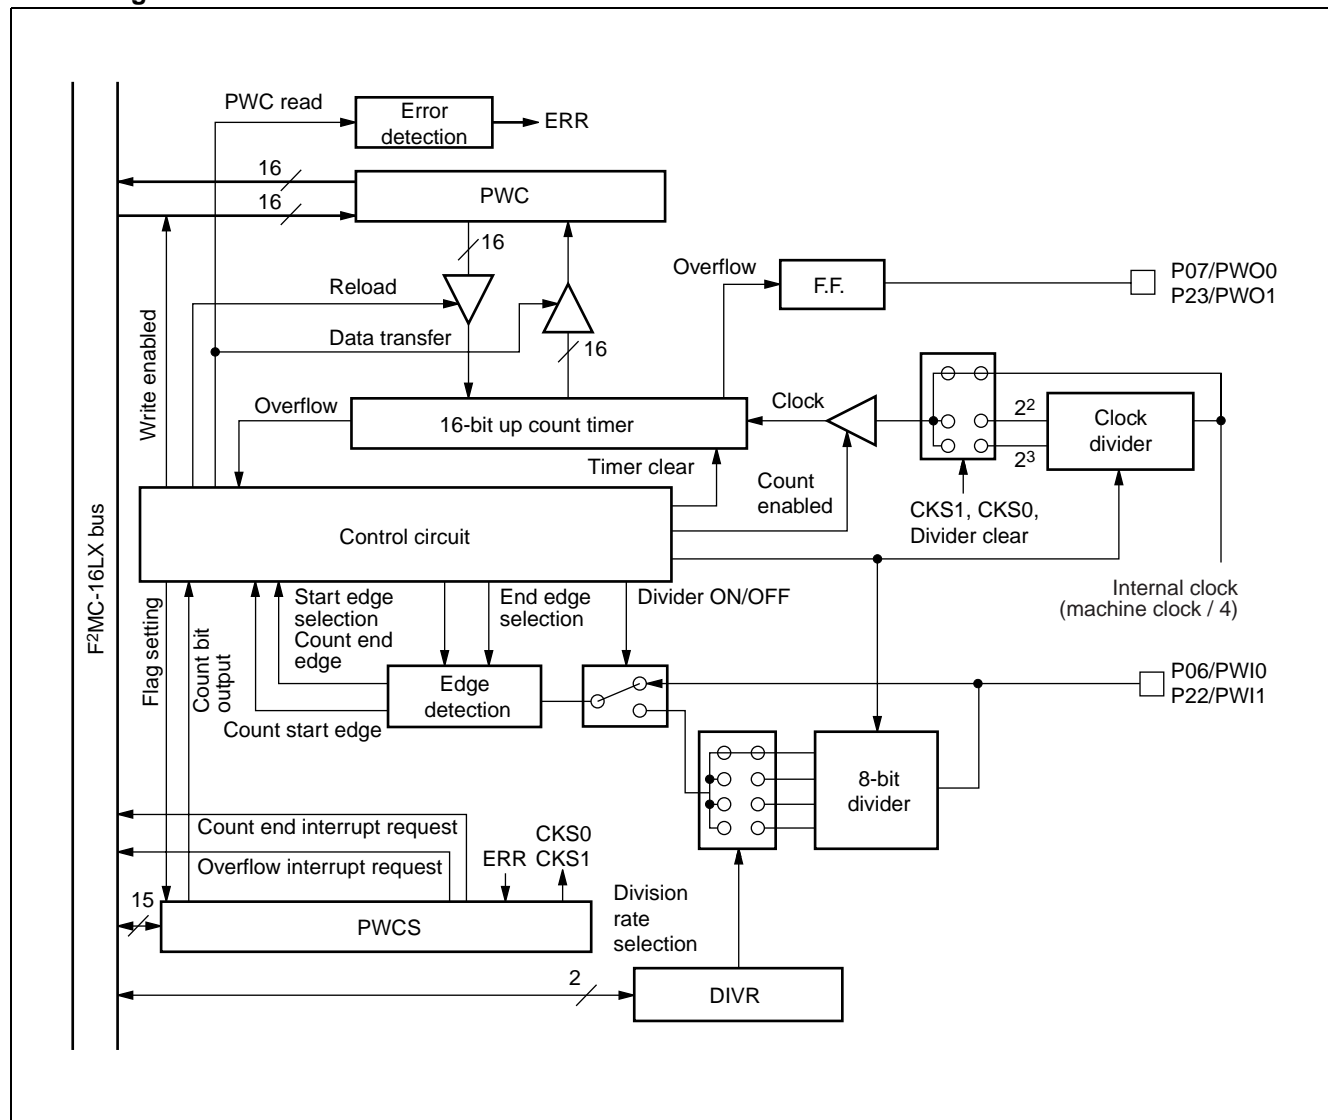 PWC read
Error
detection
ERR
16
PWC
16
16
Overflow
F.F.
P07/PWO0
P23/PWO1
Reload
Data transfer
16
Write enabled
Overflow
16-bit up count timer
Clock
2²
2³
Clock
divider
Timer clear
Count
enabled
CKS1, CKS0,
Divider clear
Control circuit
F²MC-16LX bus
Internal clock
(machine clock / 4)
Flag setting
Count bit
output
Start edge
selection
Count end
edge
End edge
selection
Divider ON/OFF
Edge
detection
P06/PWI0
P22/PWI1
Count start edge
8-bit
divider
Count end interrupt request
Overflow interrupt request
ERR
CKS0
CKS1
15
PWCS
Division
rate
selection
2
DIVR